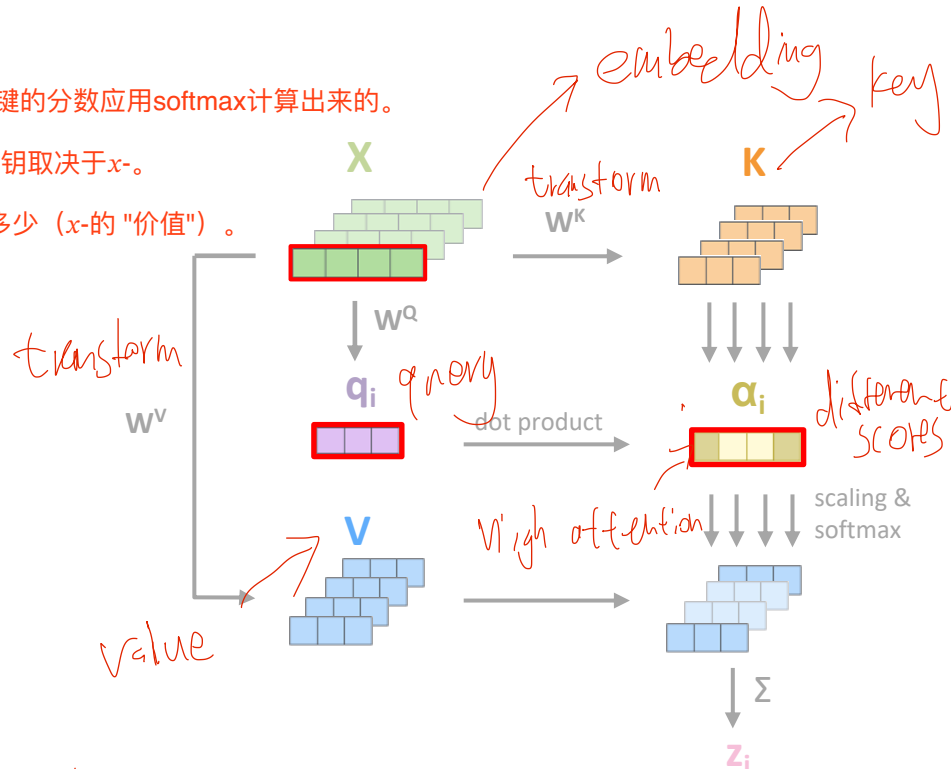 embedding
key
键的分数应用softmax计算出来的。
钥取决于x-。
多少（x-的 "价值"）。
X
transform
K
W^K
W^Q
transform
W^V
q_i
query
α_i
different
scores
dot product
V
high attention
scaling &
softmax
value
Σ
z_i